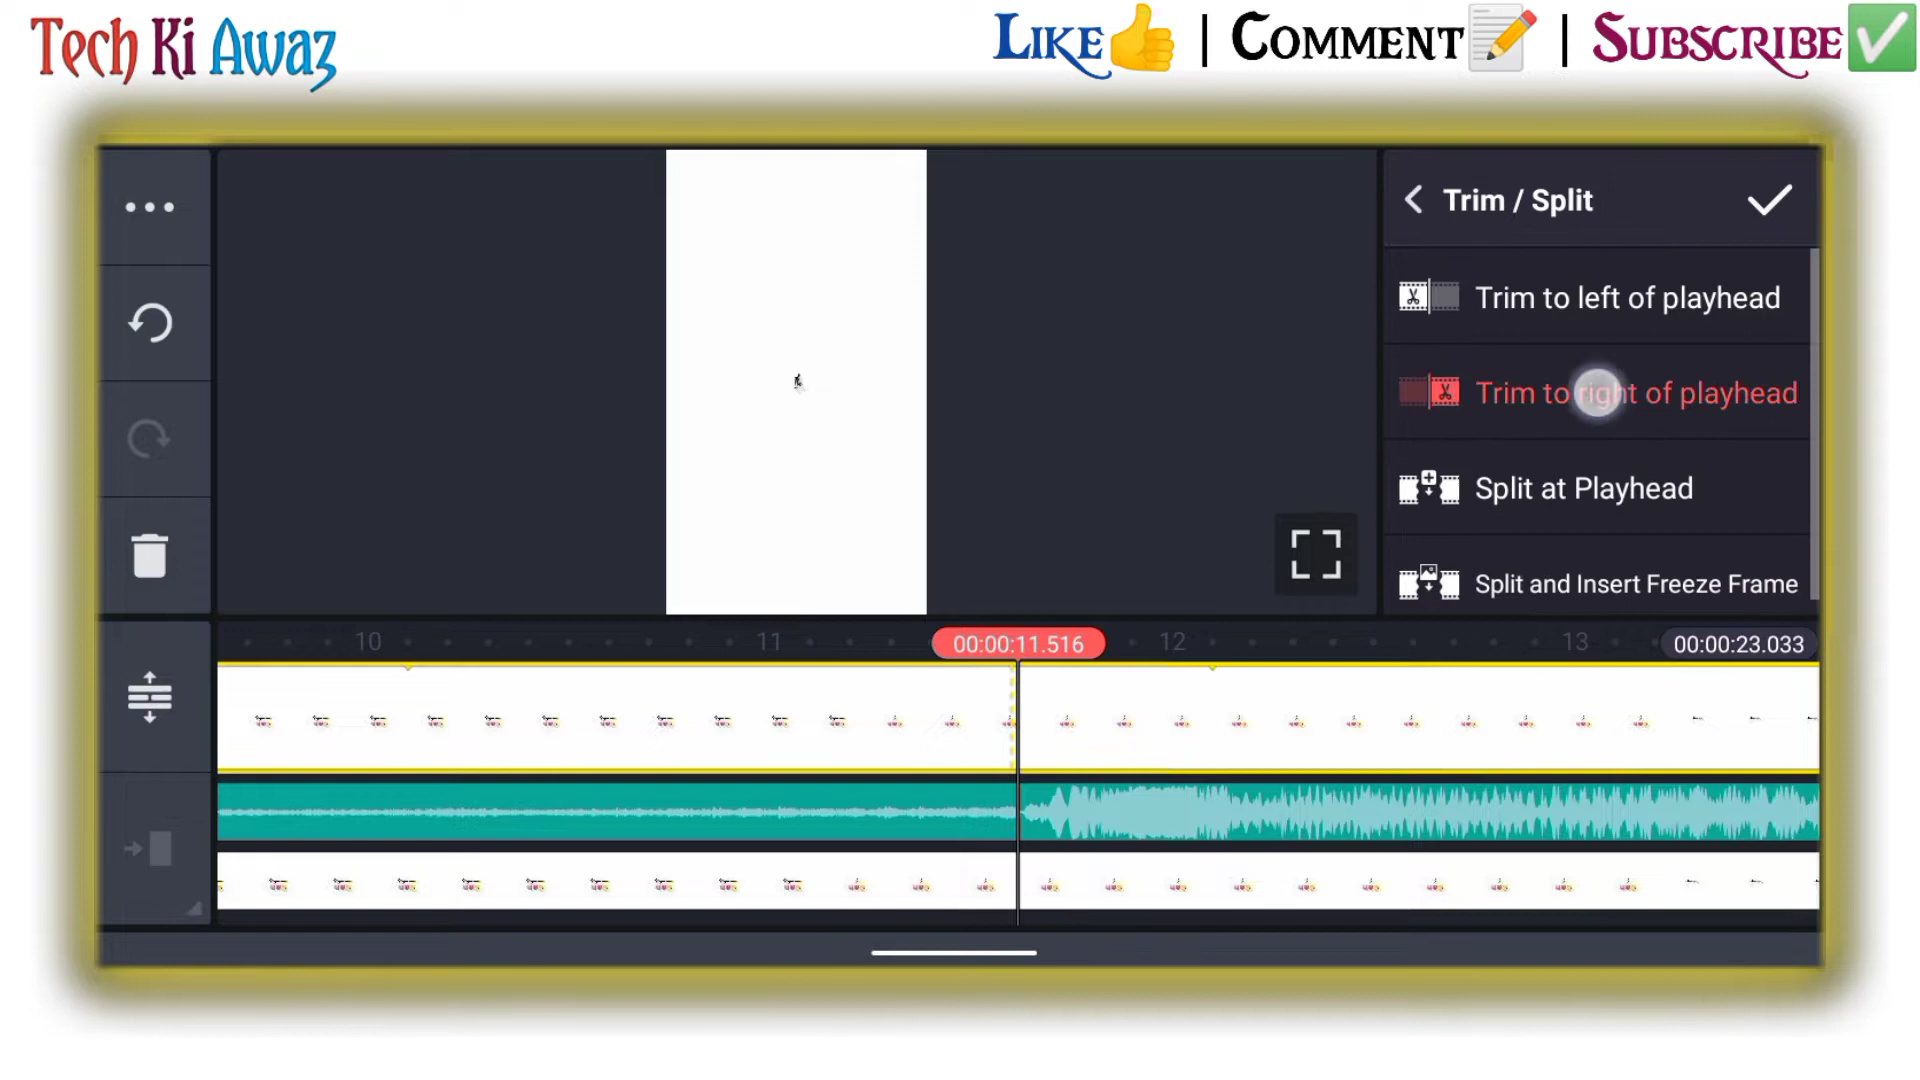 Tech Ki Awaz
Like | Comment | Subscribe
Trim / Split
Trim to left of playhead
Trim to right of playhead
Split at Playhead
Split and Insert Freeze Frame
10 11 00:00:11.516 12 13 00:00:23.033